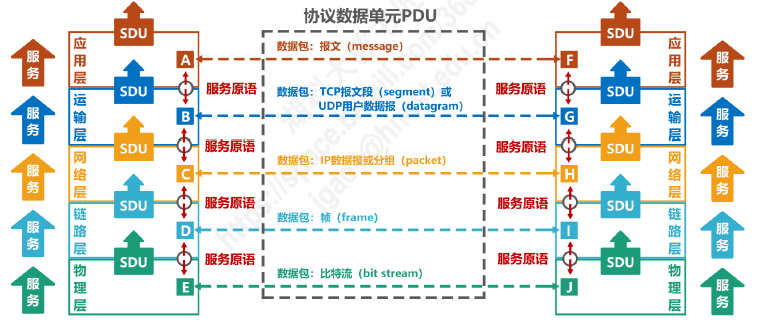 协议数据单元PDU
服务
应用层
SDU
A
数据包：报文（message）
F
SDU
应用层
服务
服务原语
服务原语
服务
运输层
SDU
B
数据包：TCP报文段（segment）或
UDP用户数据报（datagram）
G
SDU
运输层
服务
服务原语
服务原语
服务
网络层
SDU
C
数据包：IP数据报或分组（packet）
H
SDU
网络层
服务
服务原语
服务原语
服务
链路层
SDU
D
数据包：帧（frame）
I
SDU
链路层
服务
服务原语
服务原语
服务
物理层
SDU
E
数据包：比特流（bit stream）
J
SDU
物理层
服务